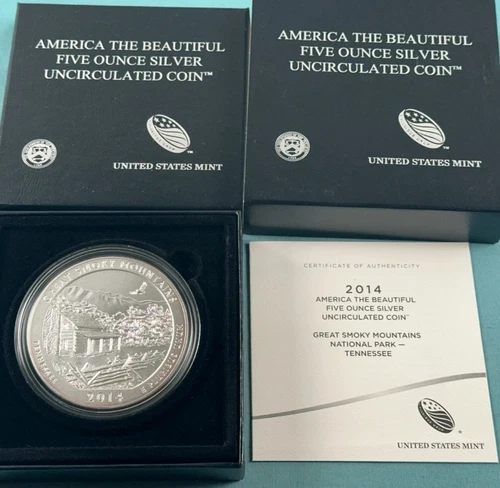 AMERICA THE BEAUTIFUL
FIVE OUNCE SILVER
UNCIRCULATED COIN™
UNITED STATES MINT
AMERICA THE BEAUTIFUL
FIVE OUNCE SILVER
UNCIRCULATED COIN™
UNITED STATES MINT
GREAT SMOKY MOUNTAINS
TENNESSEE
2014
CERTIFICATE OF AUTHENTICITY
2014
AMERICA THE BEAUTIFUL
FIVE OUNCE SILVER
UNCIRCULATED COIN™
GREAT SMOKY MOUNTAINS
NATIONAL PARK —
TENNESSEE
UNITED STATES MINT